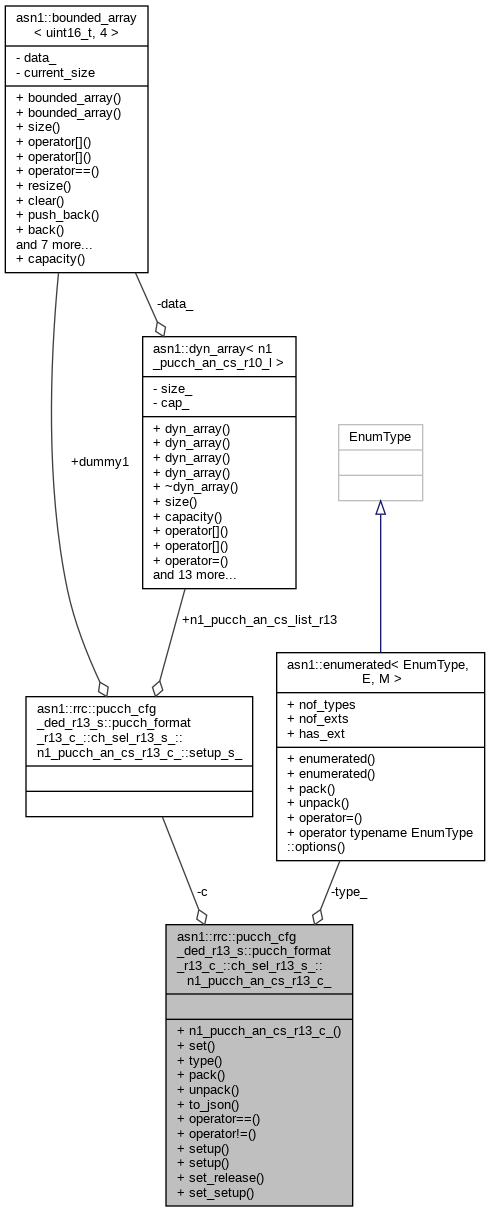 asn1::bounded_array
< uint16_t, 4 >
- data_
- current_size
+ bounded_array()
+ bounded_array()
+ size()
+ operator[]()
+ operator[]()
+ operator==()
+ resize()
+ clear()
+ push_back()
+ back()
and 7 more...
+ capacity()
-data_
asn1::dyn_array< n1
_pucch_an_cs_r10_l >
- size_
- cap_
+ dyn_array()
+ dyn_array()
+ dyn_array()
+ dyn_array()
+ ~dyn_array()
+ size()
+ capacity()
+ operator[]()
+ operator[]()
+ operator=()
and 13 more...
+dummy1
EnumType
+n1_pucch_an_cs_list_r13
asn1::enumerated< EnumType,
E, M >
+ nof_types
+ nof_exts
+ has_ext
+ enumerated()
+ enumerated()
+ pack()
+ unpack()
+ operator=()
+ operator typename EnumType
::options()
asn1::rrc::pucch_cfg
_ded_r13_s::pucch_format
_r13_c_::ch_sel_r13_s_::
n1_pucch_an_cs_r13_c_::setup_s_
-c
-type_
asn1::rrc::pucch_cfg
_ded_r13_s::pucch_format
_r13_c_::ch_sel_r13_s_::
n1_pucch_an_cs_r13_c_
+ n1_pucch_an_cs_r13_c_()
+ set()
+ type()
+ pack()
+ unpack()
+ to_json()
+ operator==()
+ operator!=()
+ setup()
+ setup()
+ set_release()
+ set_setup()